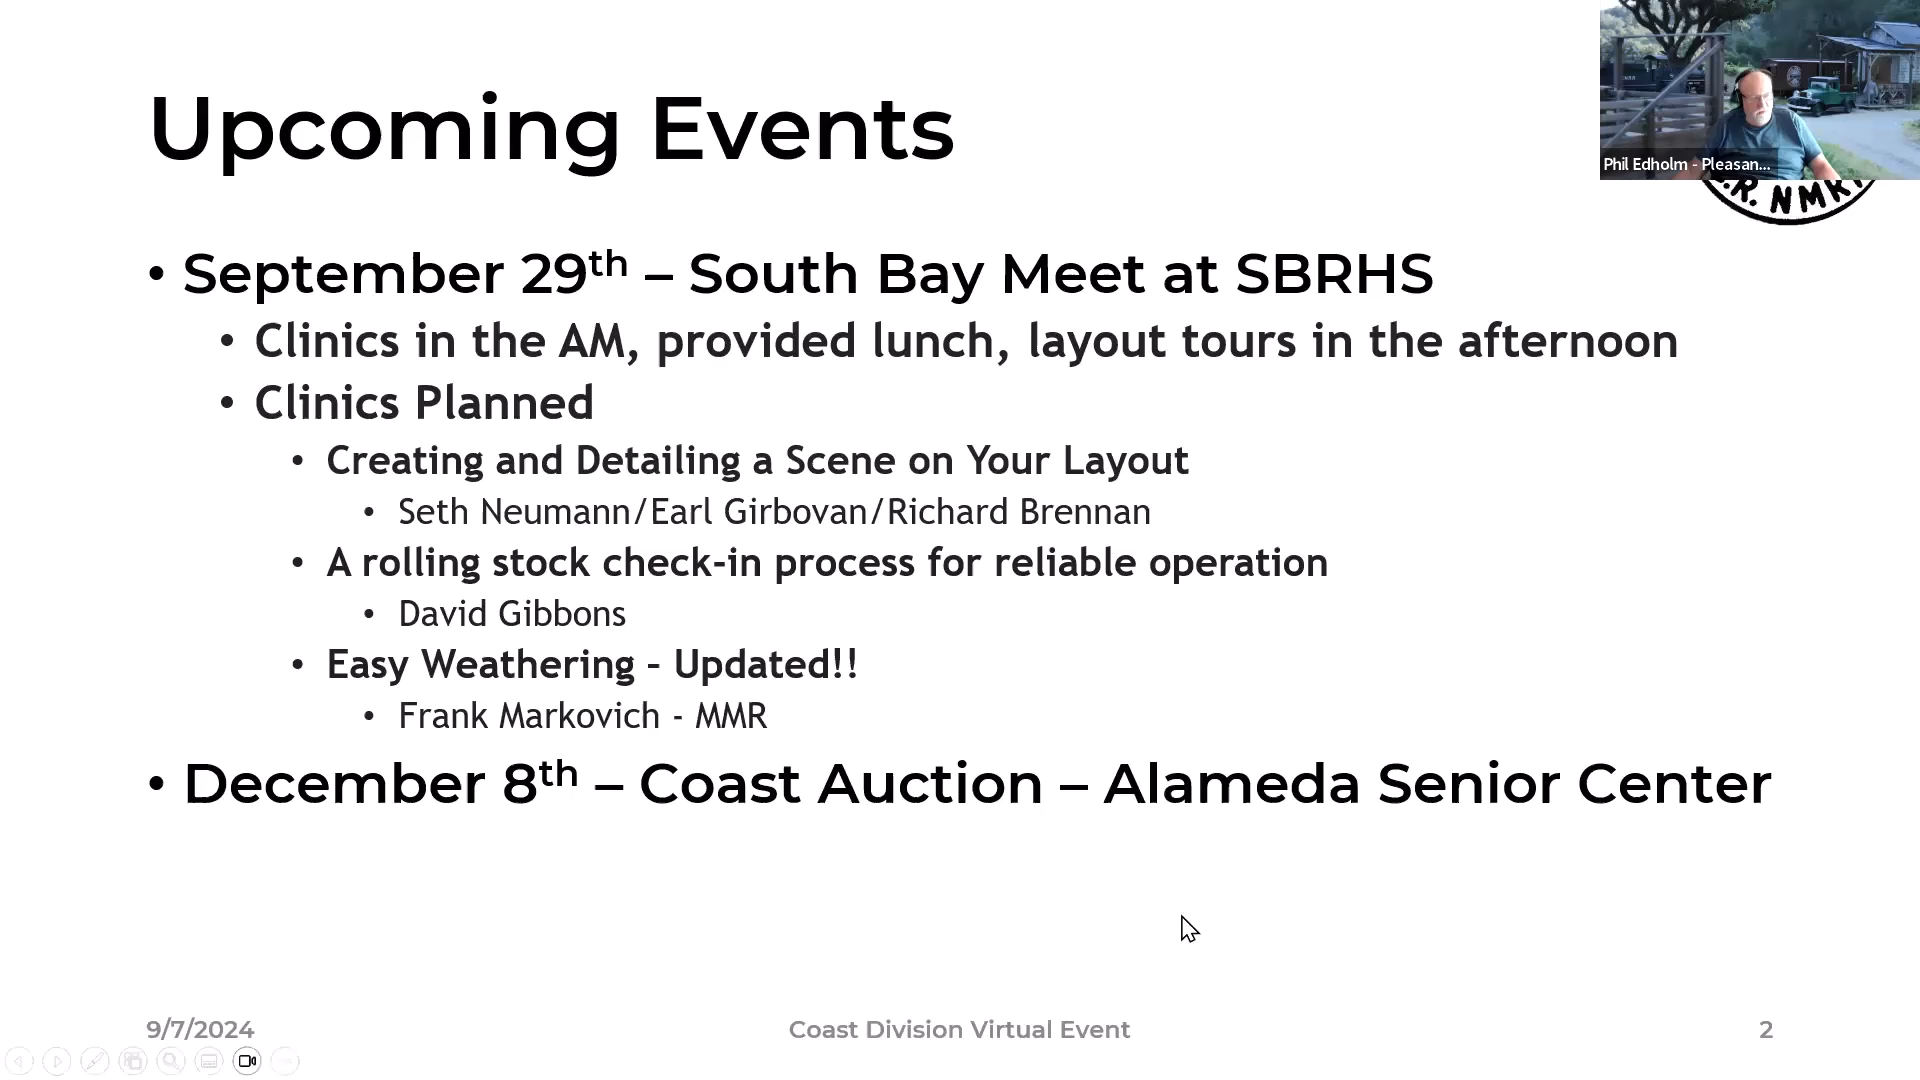 Upcoming Events
Phil Edholm - Pleasan...
.R. NMR
• September 29th – South Bay Meet at SBRHS
• Clinics in the AM, provided lunch, layout tours in the afternoon
• Clinics Planned
• Creating and Detailing a Scene on Your Layout
• Seth Neumann/Earl Girbovan/Richard Brennan
• A rolling stock check-in process for reliable operation
• David Gibbons
• Easy Weathering - Updated!!
• Frank Markovich - MMR
• December 8th – Coast Auction – Alameda Senior Center
9/7/2024
Coast Division Virtual Event
2